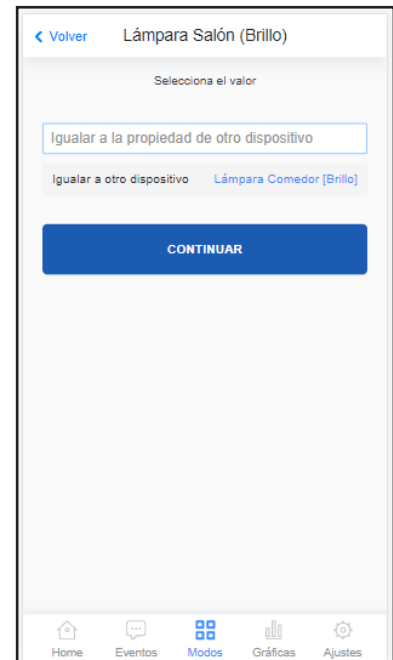 Volver Lámpara Salón (Brillo)
Selecciona el valor
Igualar a la propiedad de otro dispositivo
Igualar a otro dispositivo Lámpara Comedor [Brillo]
CONTINUAR
Home Eventos Modos Gráficas Ajustes